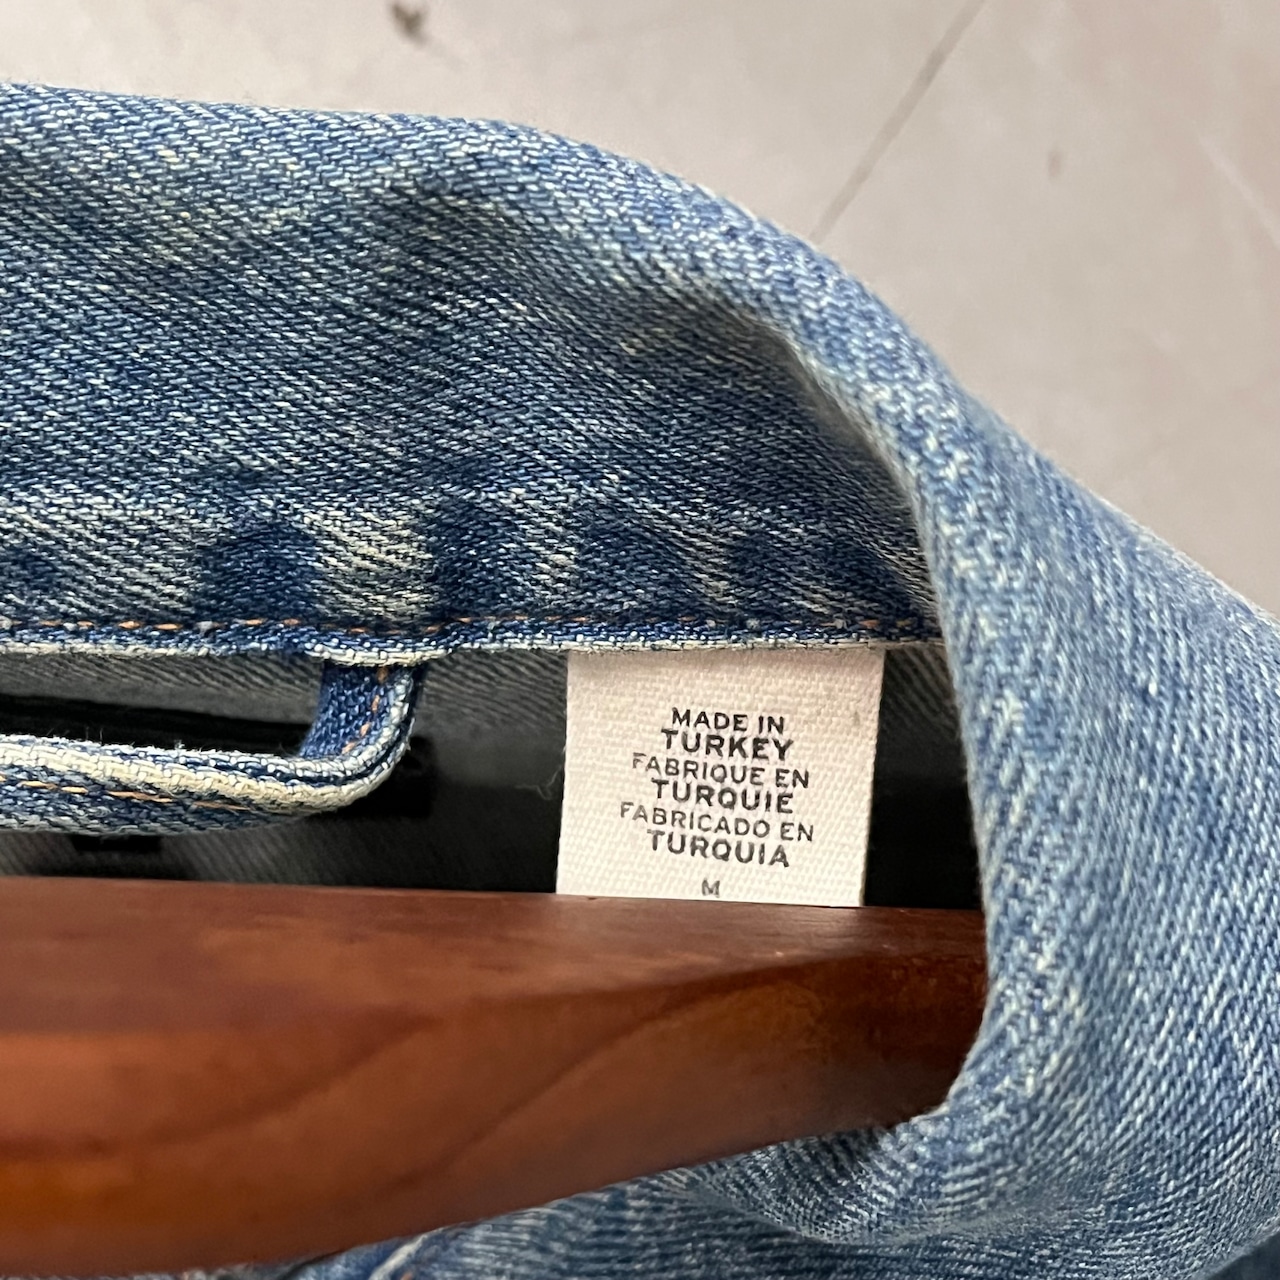 MADE IN
TURKEY
FABRIQUE EN
TURQUIE
FABRICADO EN
TURQUIA
M